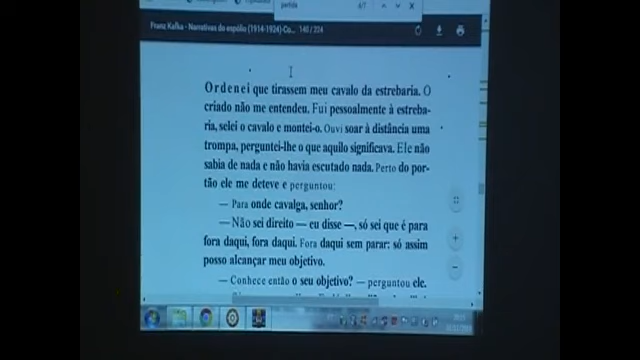 partida
4/7
Franz Kafka - Narrativas do espólio (1914-1924)-Co... 140 / 224
Ordenei que tirassem meu cavalo da estrebaria. O
criado não me entendeu. Fui pessoalmente à estreba-
ria, selei o cavalo e montei-o. Ouvi soar à distância uma
trompa, perguntei-lhe o que aquilo significava. Ele não
sabia de nada e não havia escutado nada. Perto do por-
tão ele me deteve e perguntou:
— Para onde cavalga, senhor?
— Não sei direito — eu disse —, só sei que é para
fora daqui, fora daqui. Fora daqui sem parar: só assim
posso alcançar meu objetivo.
— Conhece então o seu objetivo? — perguntou ele.